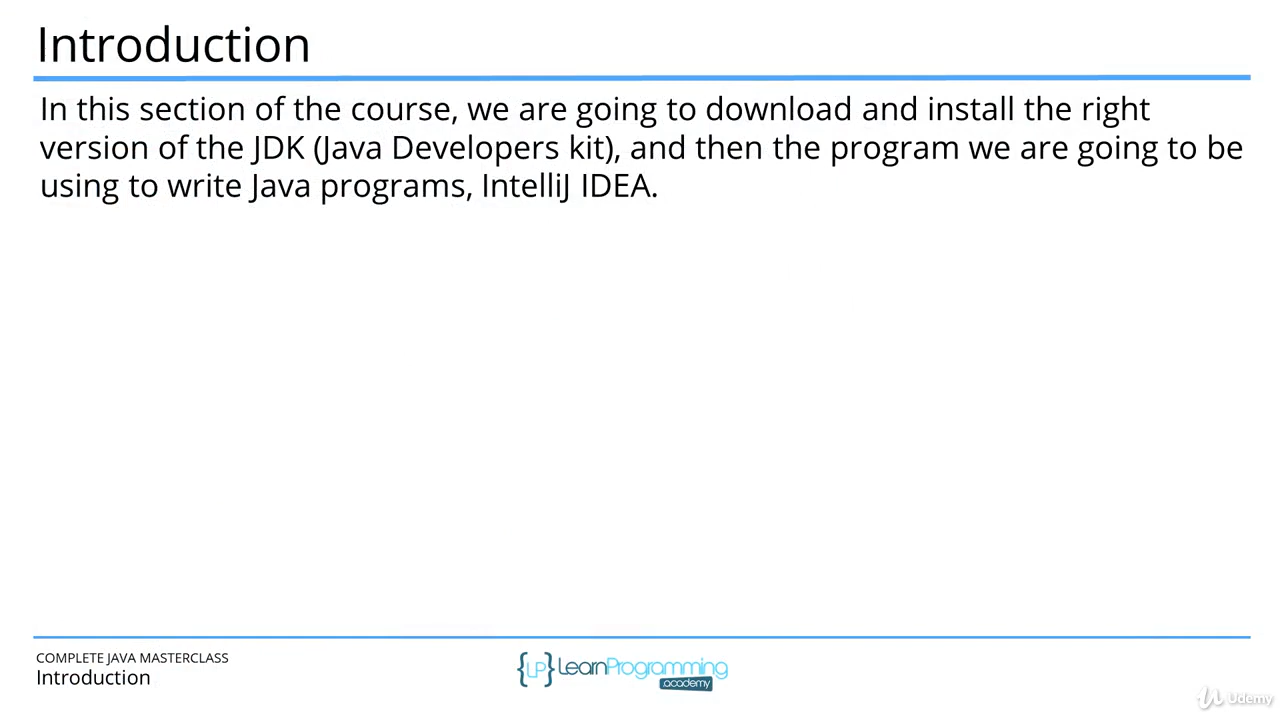 Introduction
In this section of the course, we are going to download and install the right
version of the JDK (Java Developers kit), and then the program we are going to be
using to write Java programs, IntelliJ IDEA.
COMPLETE JAVA MASTERCLASS
Introduction
{LP} LearnProgramming
.academy
Udemy